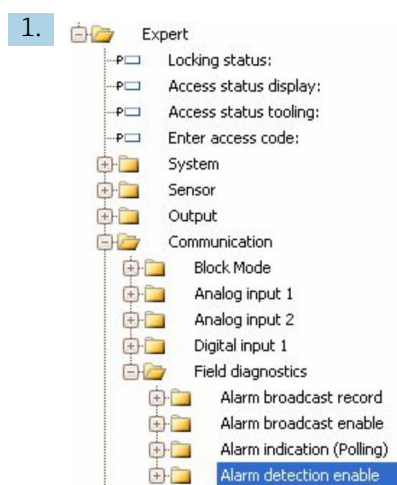 1.
Expert
Locking status:
Access status display:
Access status tooling:
Enter access code:
System
Sensor
Output
Communication
Block Mode
Analog input 1
Analog input 2
Digital input 1
Field diagnostics
Alarm broadcast record
Alarm broadcast enable
Alarm indication (Polling)
Alarm detection enable